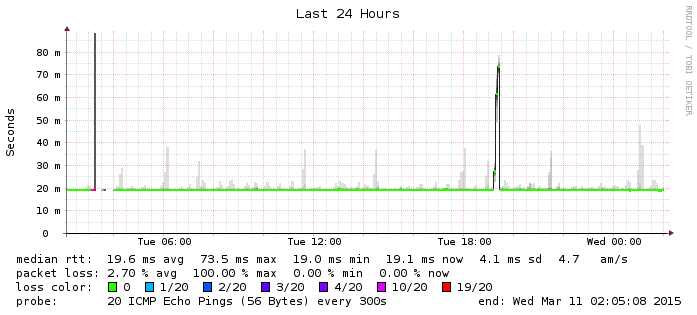 Last 24 Hours
RRDTOOL / TOBI OETIKER
Seconds
80 m
70 m
60 m
50 m
40 m
30 m
20 m
10 m
0
Tue 06:00 Tue 12:00 Tue 18:00 Wed 00:00
median rtt: 19.6 ms avg 73.5 ms max 19.0 ms min 19.1 ms now 4.1 ms sd 4.7 am/s
packet loss: 2.70 % avg 100.00 % max 0.00 % min 0.00 % now
loss color: 0 1/20 2/20 3/20 4/20 10/20 19/20
probe: 20 ICMP Echo Pings (56 Bytes) every 300s end: Wed Mar 11 02:05:08 2015